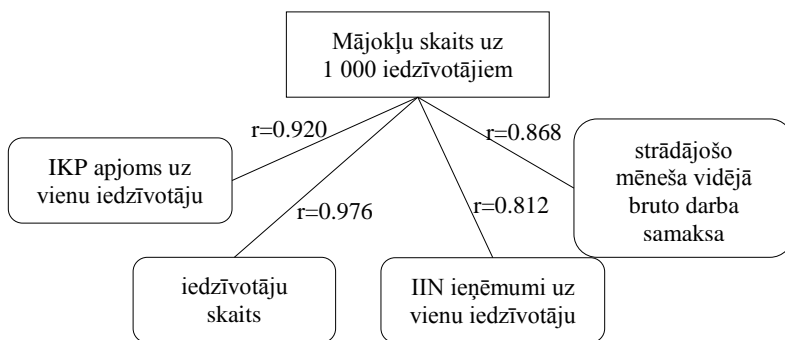 Mājokļu skaits uz
1 000 iedzīvotājiem
r=0.920
r=0.868
IKP apjoms uz
vienu iedzīvotāju
strādājošo
mēneša vidējā
bruto darba
samaksa
r=0.976
r=0.812
iedzīvotāju
skaits
IIN ieņēmumi uz
vienu iedzīvotāju